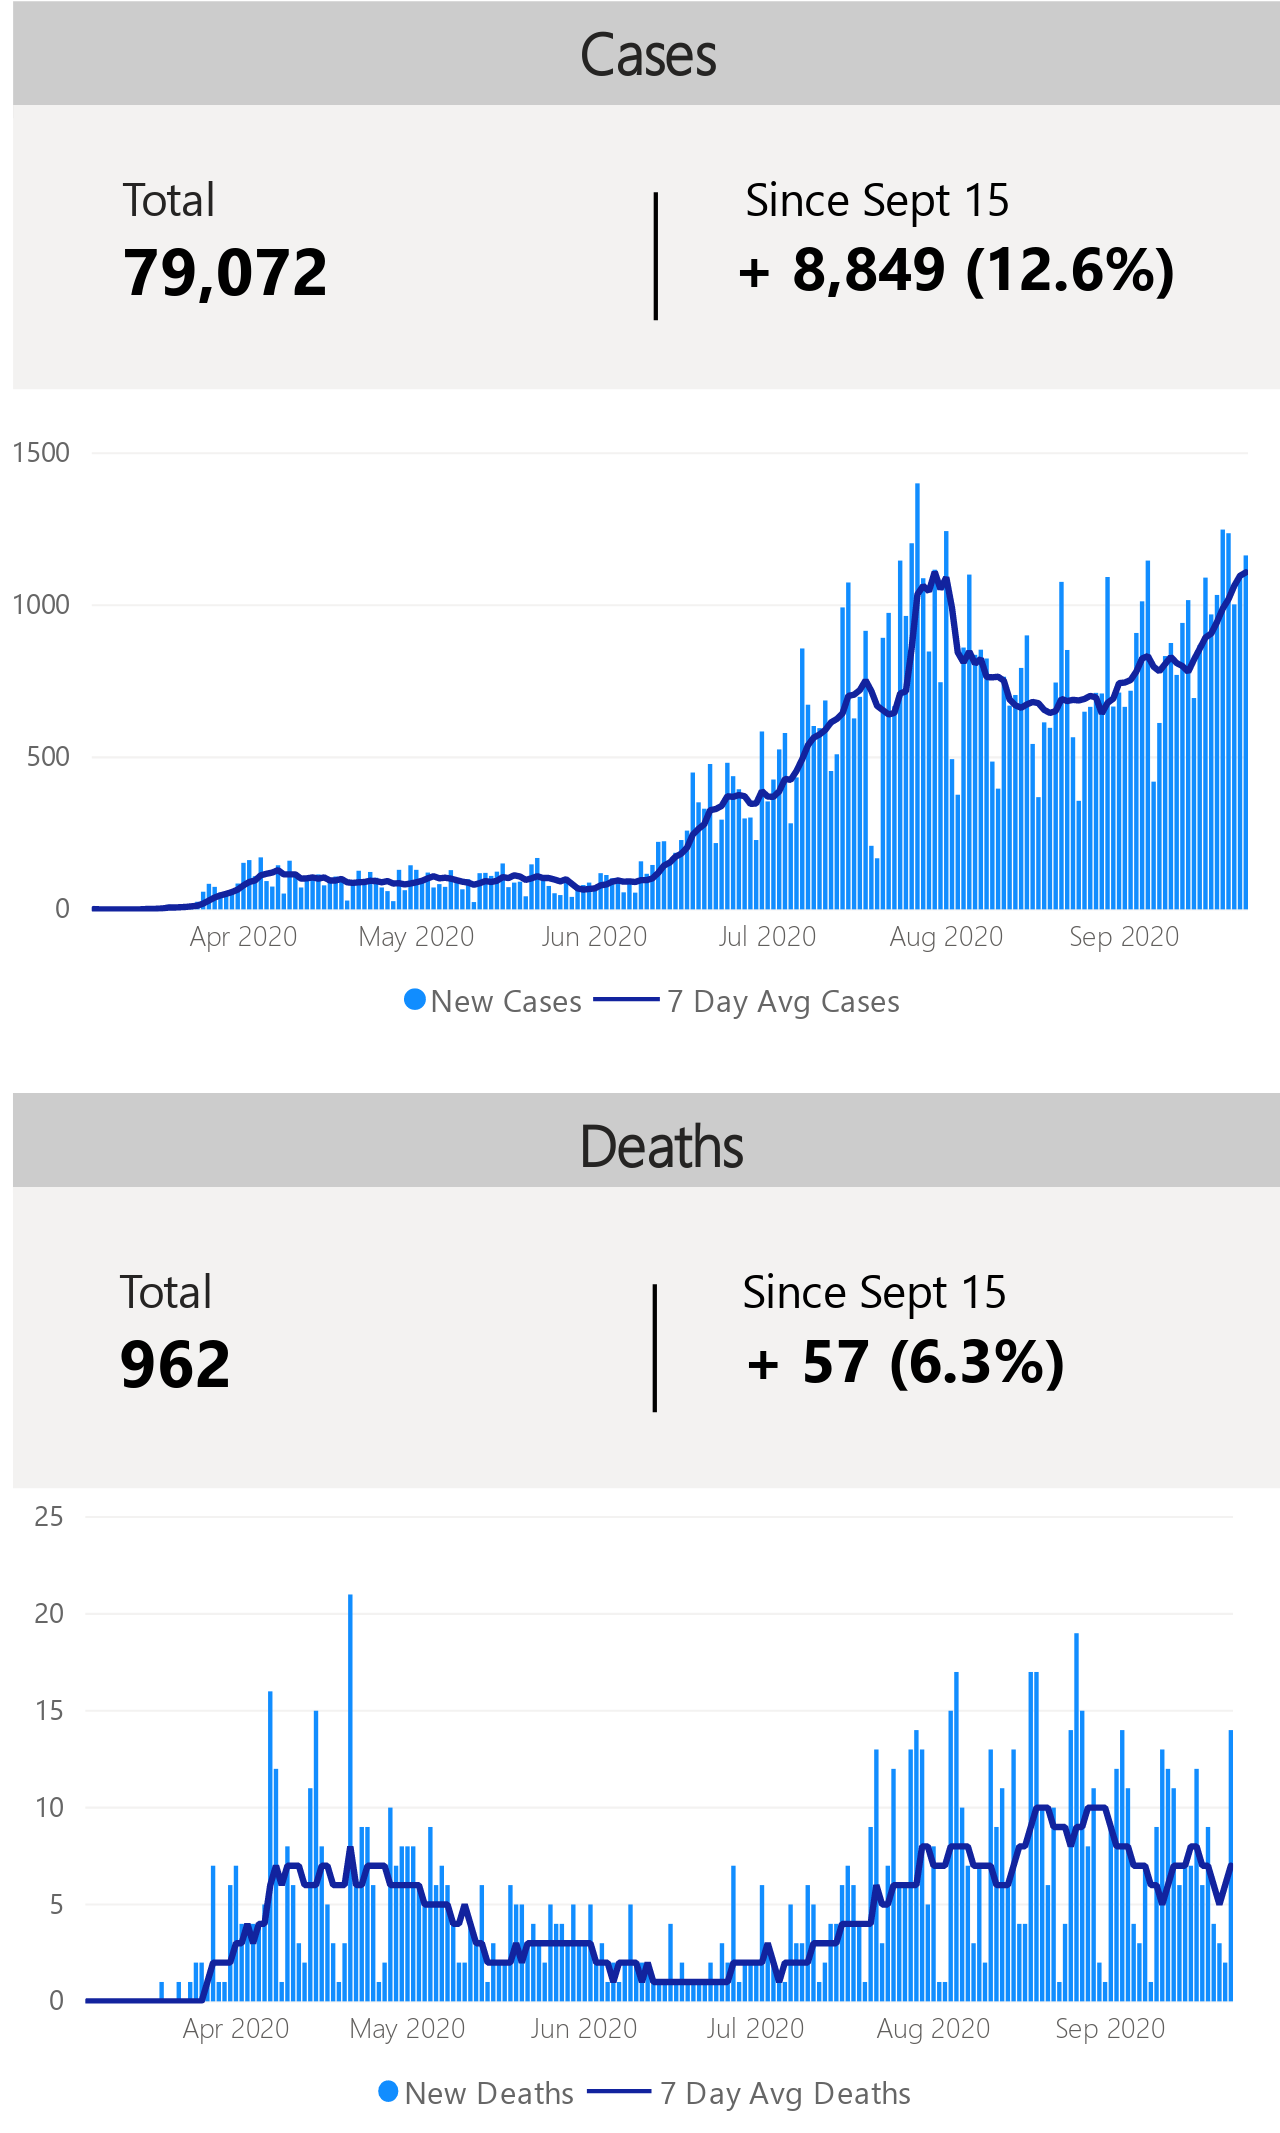 Cases
Total
Since Sept 15
79,072
+ 8,849 (12.6%)
1500
1000
500
0
Apr 2020 May 2020 Jun 2020 Jul 2020 Aug 2020 Sep 2020
New Cases 7 Day Avg Cases
Deaths
Total
Since Sept 15
962
+ 57 (6.3%)
25
20
15
10
5
0
Apr 2020 May 2020 Jun 2020 Jul 2020 Aug 2020 Sep 2020
New Deaths 7 Day Avg Deaths